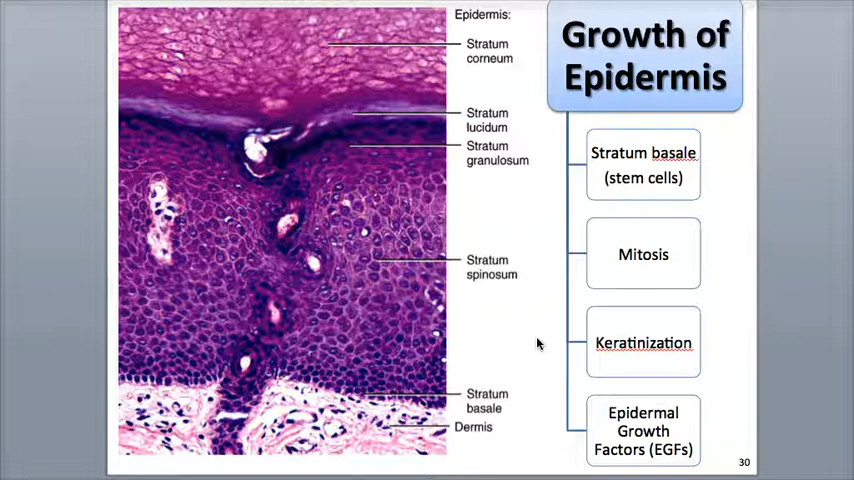 Epidermis:
Stratum
corneum
Stratum
lucidum
Stratum
granulosum
Stratum
spinosum
Stratum
basale
Dermis
Growth of
Epidermis
Stratum basale
(stem cells)
Mitosis
Keratinization
Epidermal
Growth
Factors (EGFs)
30